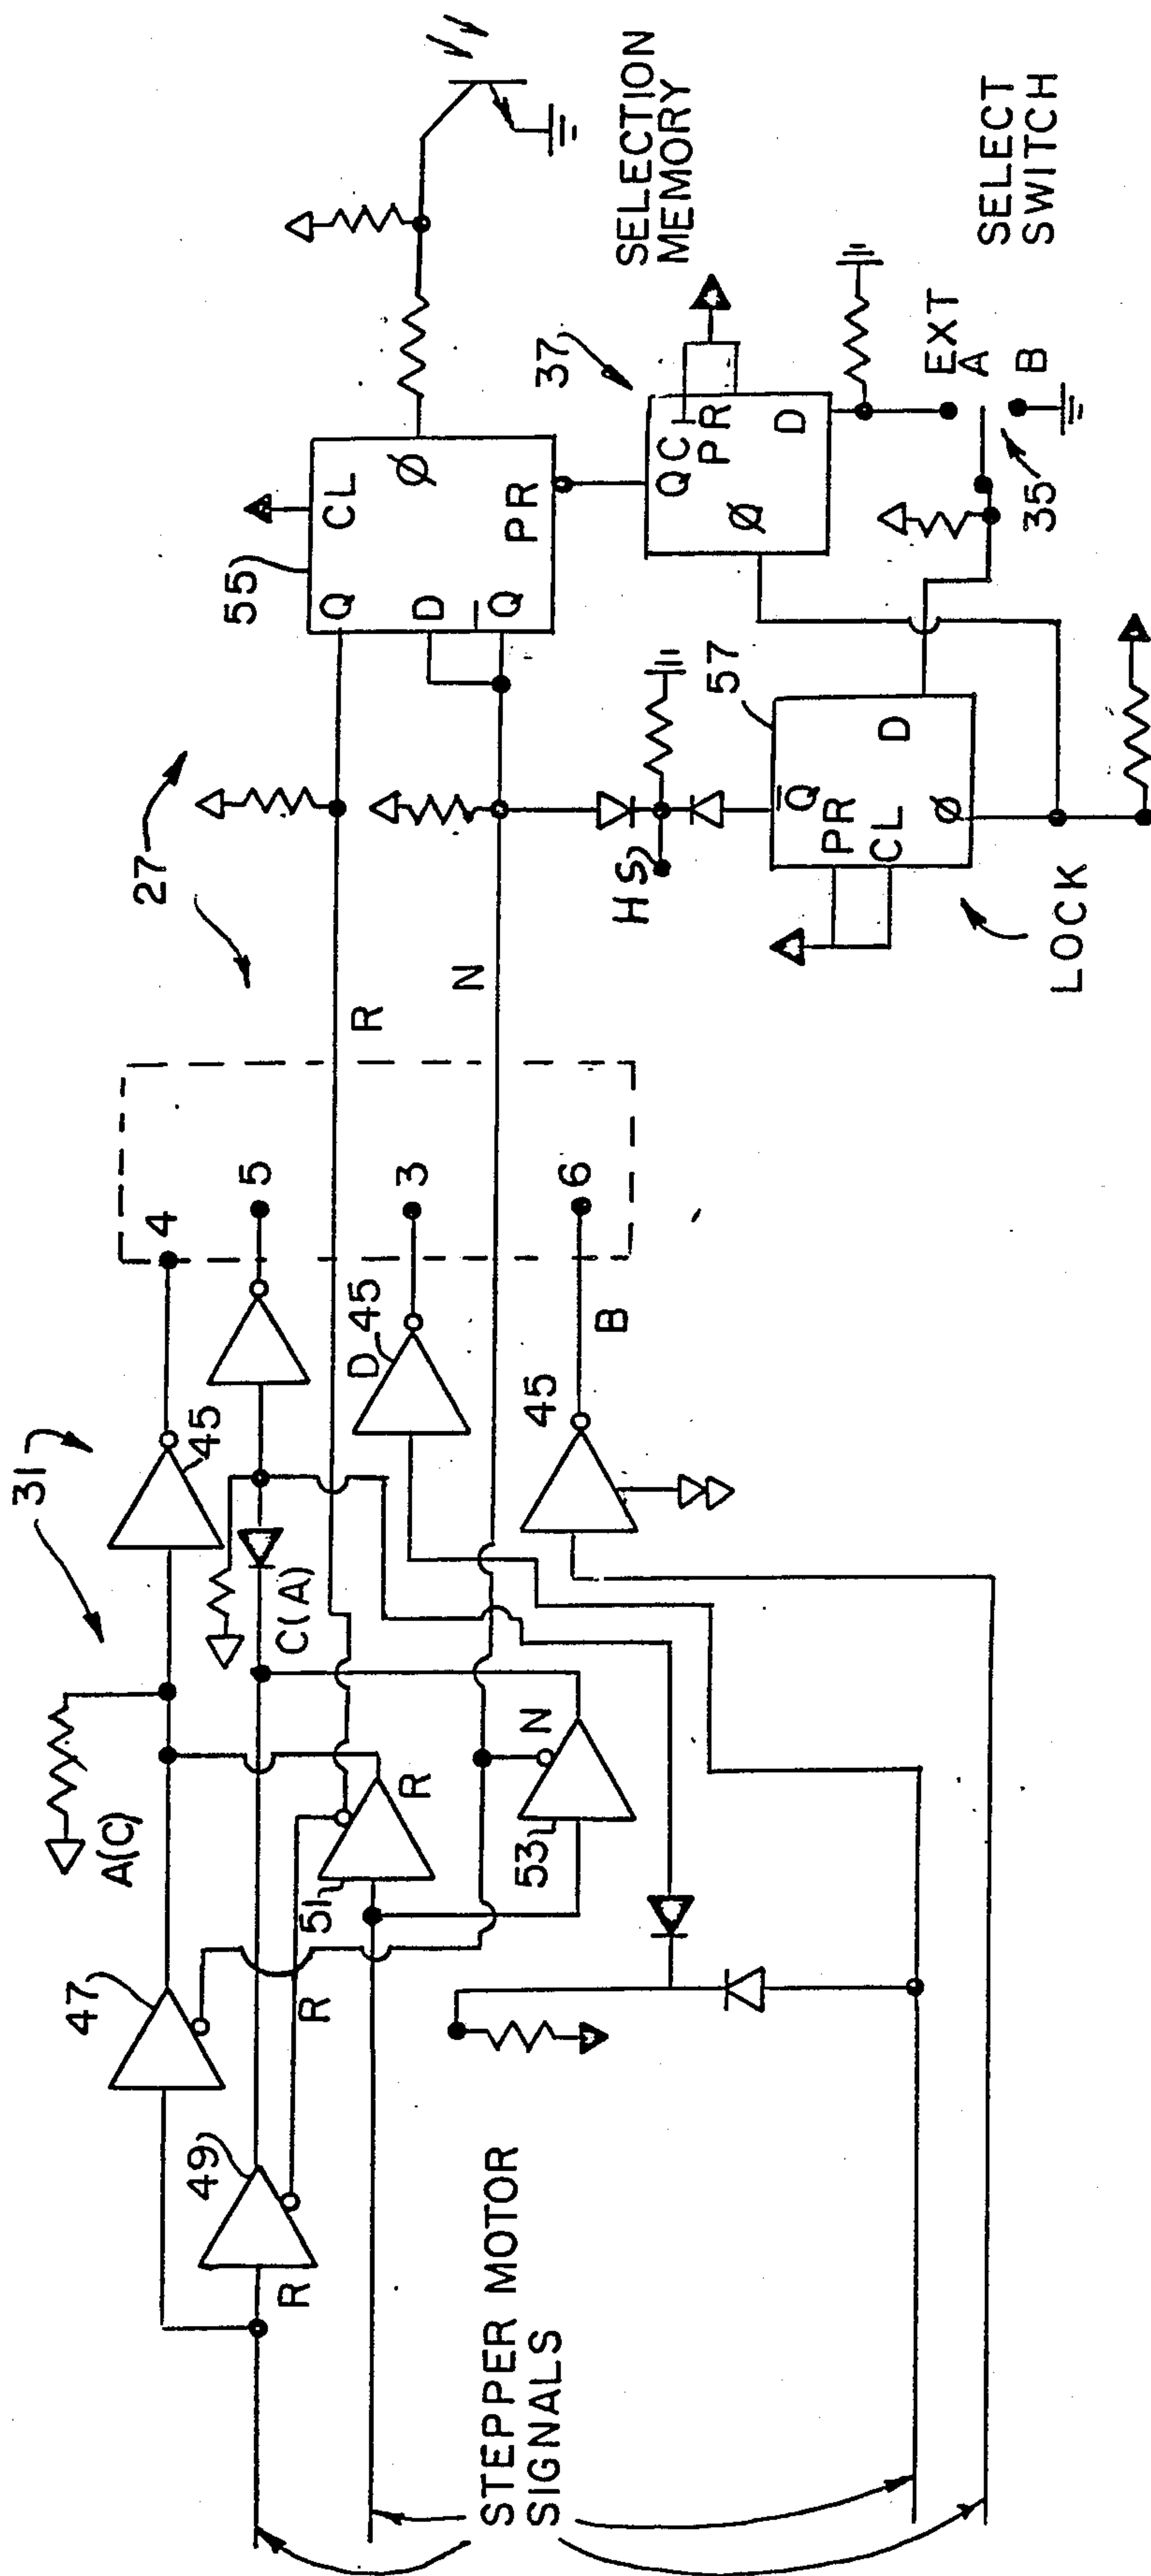 31
45
4
5
D 45
3
45
B
6
A(C)
C(A)
47
49
R
R
51
R
53
N
STEPPER MOTOR
SIGNALS
27
R
N
55
Q
CL
Ø
D
Q̅
PR
HS
57
Q̅
PR
CL
D
Ø
LOCK
37
Q C
PR
Ø
D
SELECTION
MEMORY
EXT
A
B
35
SELECT
SWITCH